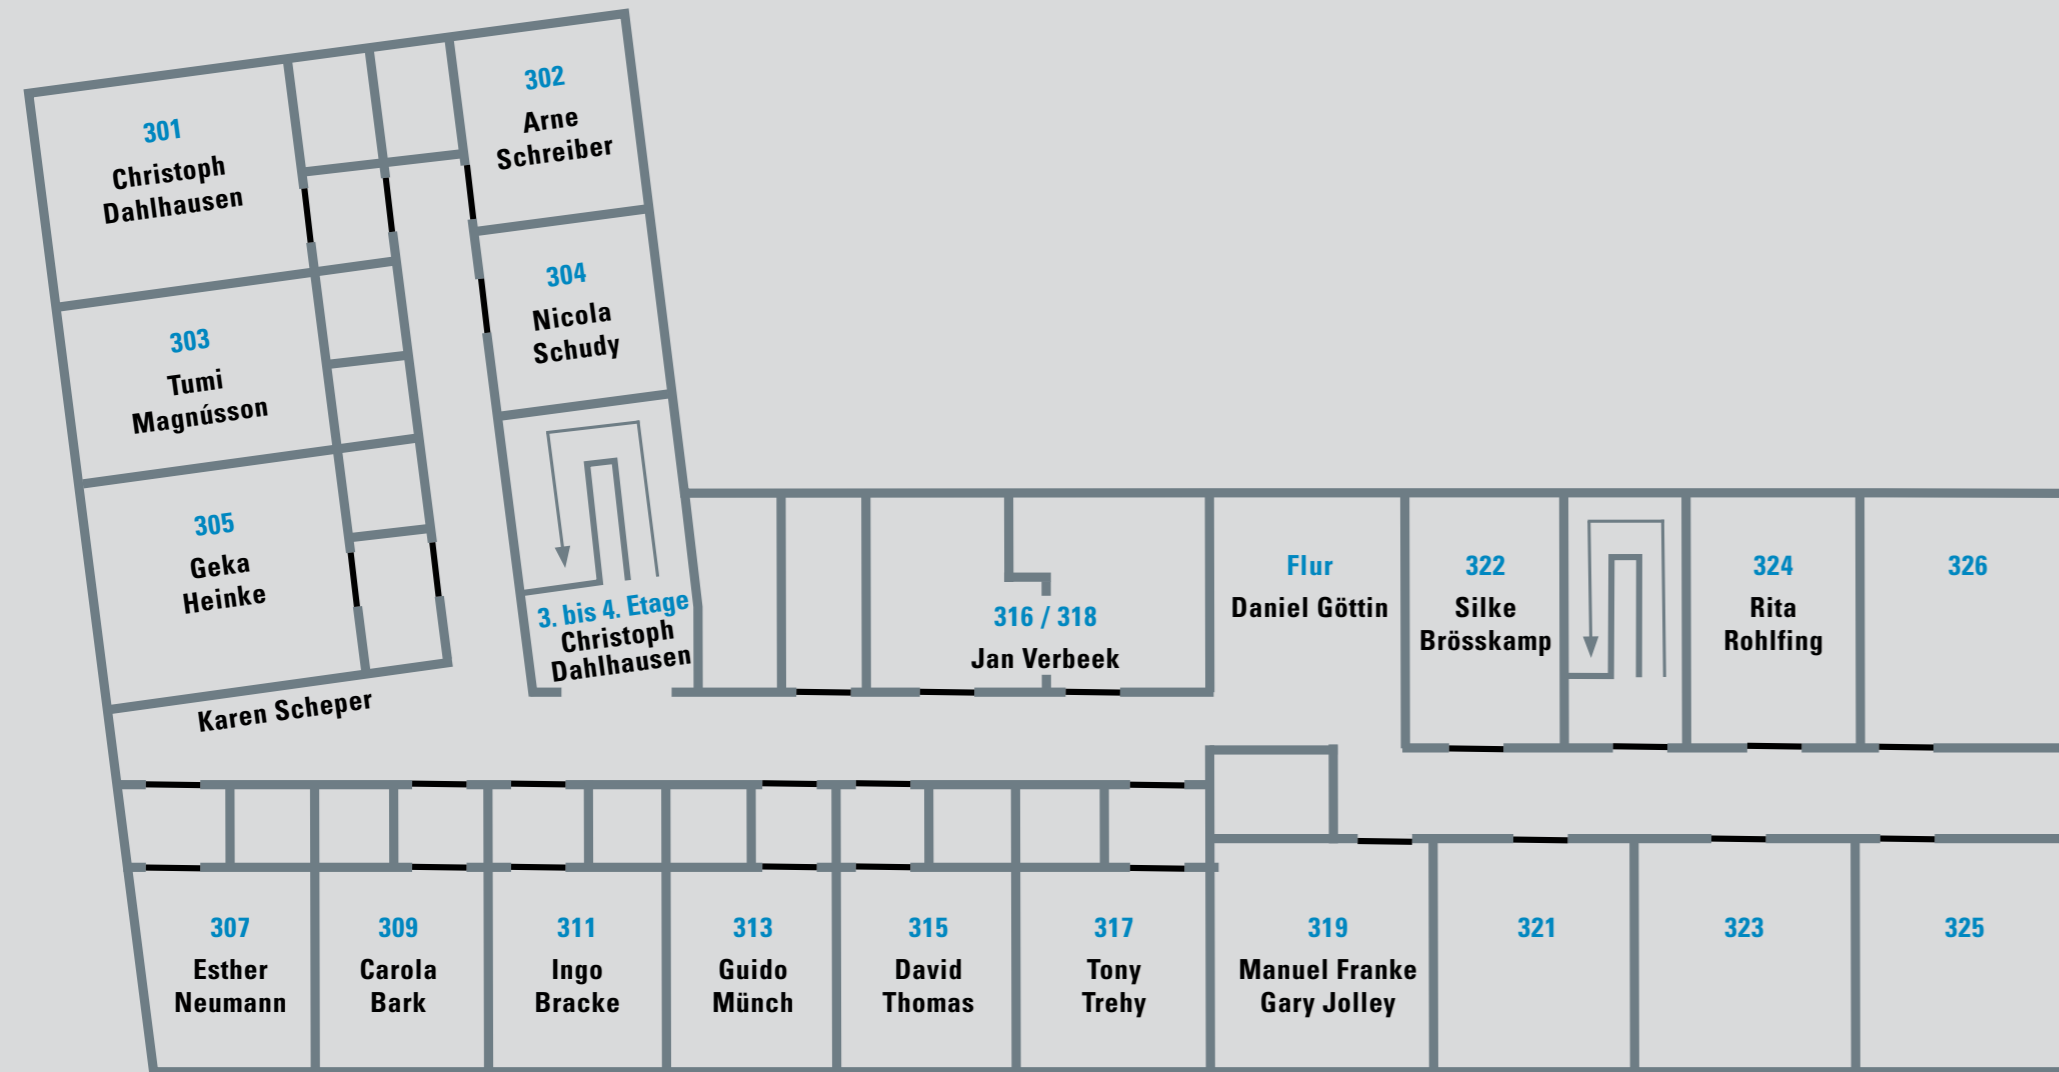 301
Christoph
Dahlhausen
302
Arne
Schreiber
303
Tumi
Magnússon
304
Nicola
Schudy
305
Geka
Heinke
3. bis 4. Etage
Christoph
Dahlhausen
Karen Scheper
316 / 318
Jan Verbeek
Flur
Daniel Göttin
322
Silke
Brösskamp
324
Rita
Rohlfing
326
307
Esther
Neumann
309
Carola
Bark
311
Ingo
Bracke
313
Guido
Münch
315
David
Thomas
317
Tony
Trehy
319
Manuel Franke
Gary Jolley
321
323
325